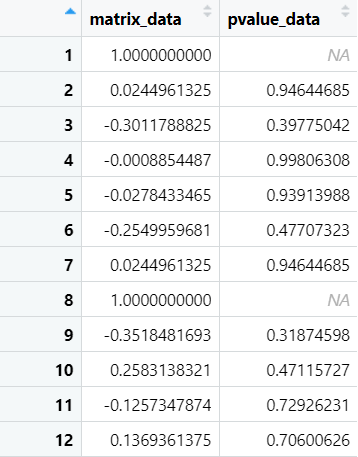 matrix_data pvalue_data
1 1.0000000000 NA
2 0.0244961325 0.94644685
3 -0.3011788825 0.39775042
4 -0.0008854487 0.99806308
5 -0.0278433465 0.93913988
6 -0.2549959681 0.47707323
7 0.0244961325 0.94644685
8 1.0000000000 NA
9 -0.3518481693 0.31874598
10 0.2583138321 0.47115727
11 -0.1257347874 0.72926231
12 0.1369361375 0.70600626